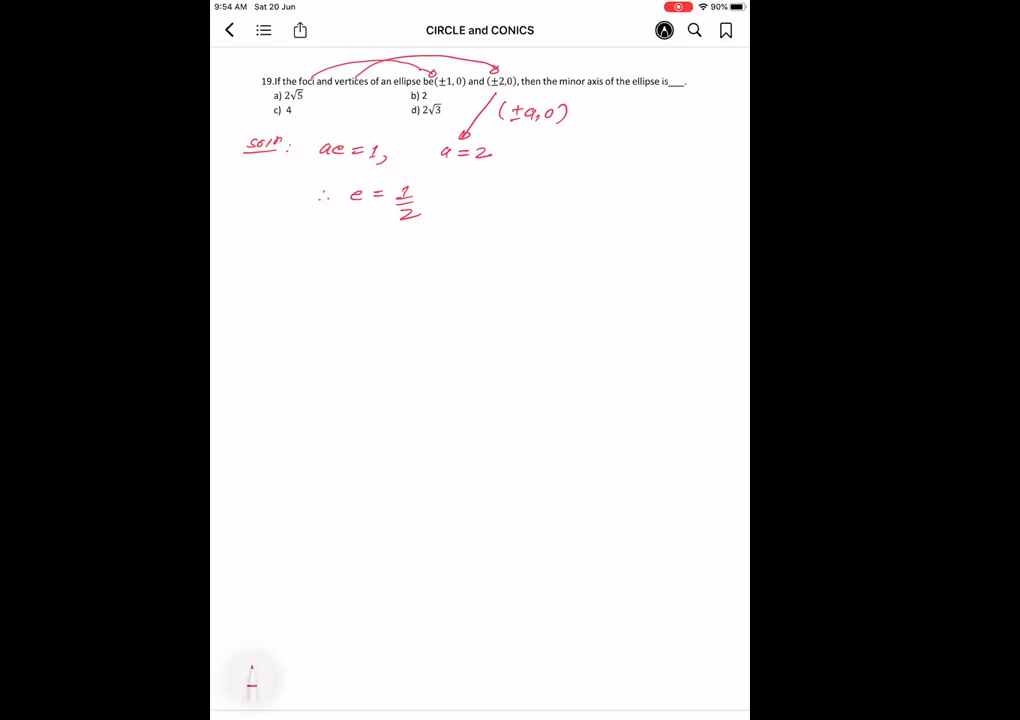 9:54 AM Sat 20 Jun 90%
CIRCLE and CONICS
19.If the foci and vertices of an ellipse be(±1, 0) and (±2,0), then the minor axis of the ellipse is___.
a) 2√5 b) 2
c) 4 d) 2√3
(±a,0)
Solⁿ: ae = 1, a = 2
∴ e = 1/2